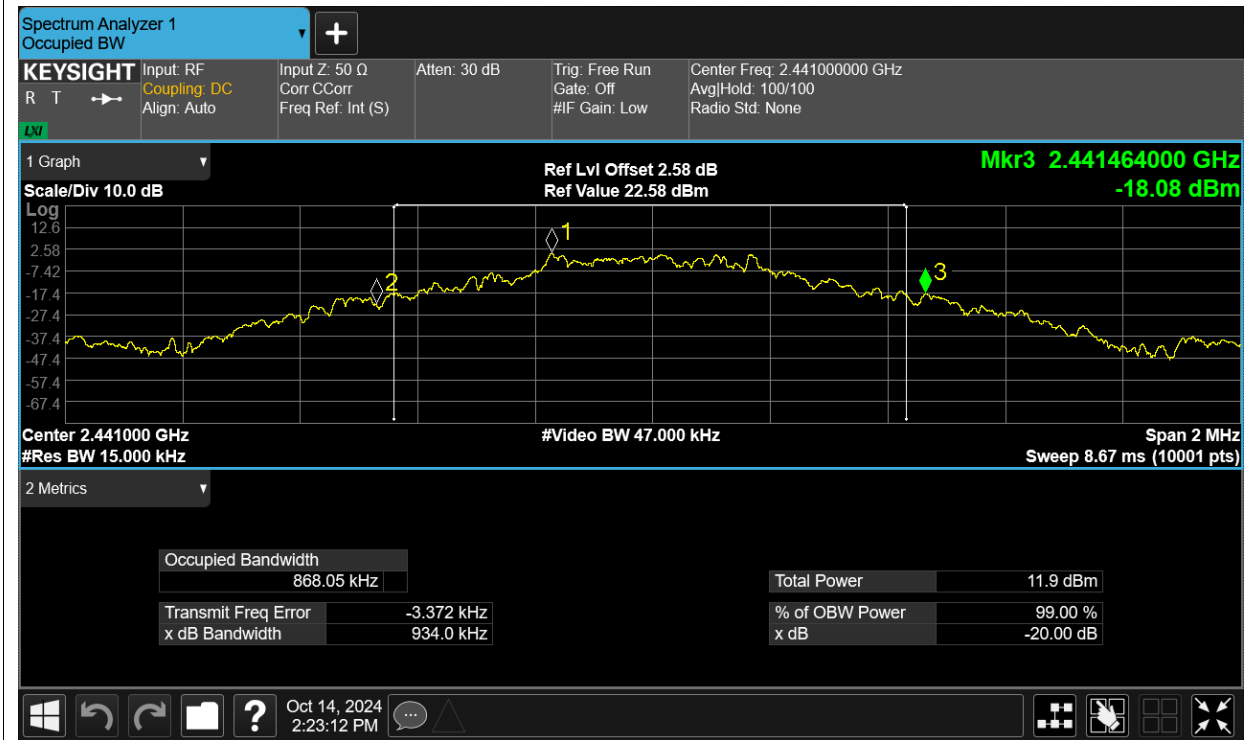 Spectrum Analyzer 1
Occupied BW
KEYSIGHT
R T
LXI
Input: RF
Coupling: DC
Align: Auto
Input Z: 50 Ω
Corr CCorr
Freq Ref: Int (S)
Atten: 30 dB
Trig: Free Run
Gate: Off
#IF Gain: Low
Center Freq: 2.441000000 GHz
Avg|Hold: 100/100
Radio Std: None
1 Graph
Scale/Div 10.0 dB
Ref Lvl Offset 2.58 dB
Ref Value 22.58 dBm
Mkr3 2.441464000 GHz
-18.08 dBm
Log
12.6
2.58
-7.42
-17.4
-27.4
-37.4
-47.4
-57.4
-67.4
1
2
3
Center 2.441000 GHz
#Video BW 47.000 kHz
Span 2 MHz
#Res BW 15.000 kHz
Sweep 8.67 ms (10001 pts)
2 Metrics
Occupied Bandwidth
868.05 kHz
Total Power 11.9 dBm
Transmit Freq Error -3.372 kHz
% of OBW Power 99.00 %
x dB Bandwidth 934.0 kHz
x dB -20.00 dB
?
Oct 14, 2024
2:23:12 PM